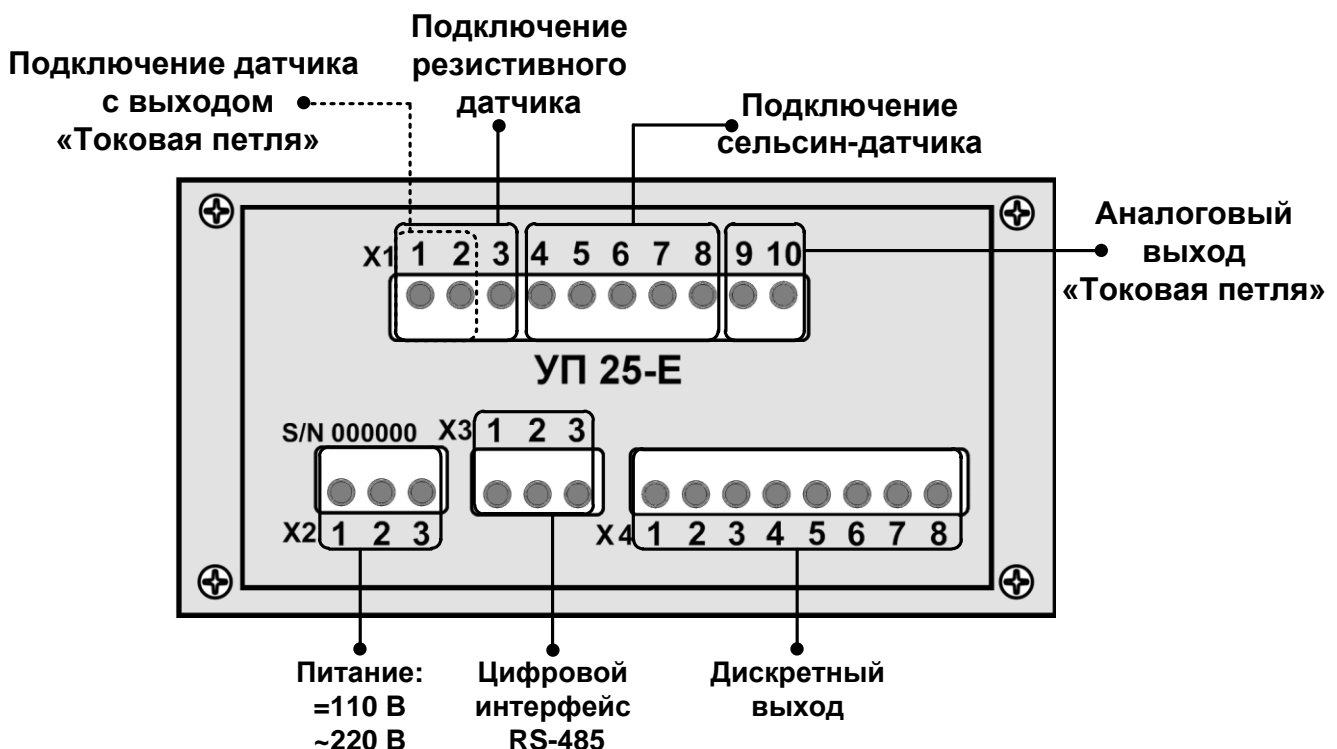 Подключение датчика
с выходом
«Токовая петля»
Подключение
резистивного
датчика
Подключение
сельсин-датчика
Аналоговый
выход
«Токовая петля»
X1 1 2 3 4 5 6 7 8 9 10
УП 25-Е
S/N 000000
X3 1 2 3
X2 1 2 3
X4 1 2 3 4 5 6 7 8
Питание:
=110 В
~220 В
Цифровой
интерфейс
RS-485
Дискретный
выход